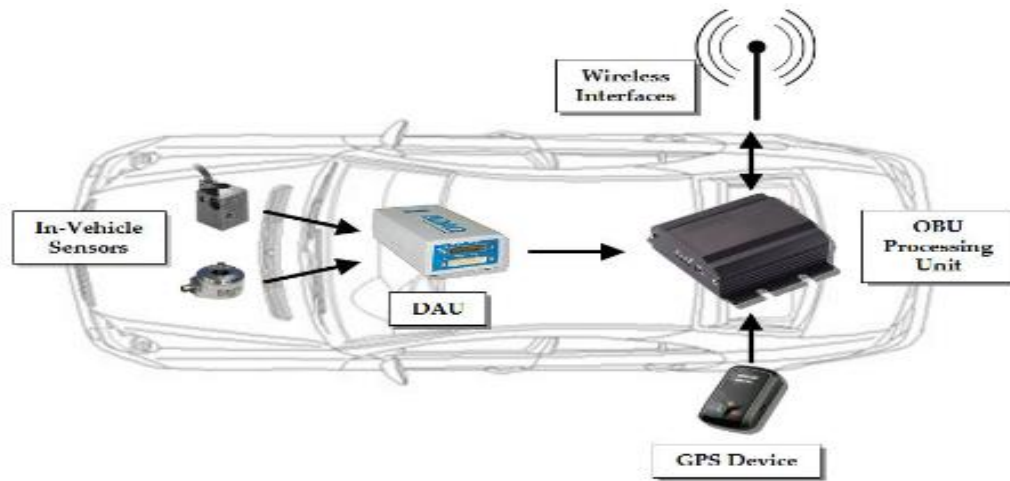 Wireless
Interfaces
In-Vehicle
Sensors
DAU
OBU
Processing
Unit
GPS Device